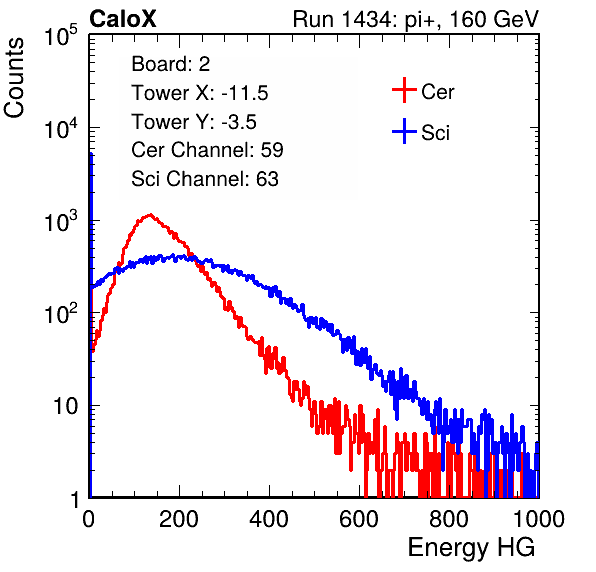 CaloX Run 1434: pi+, 160 GeV
Counts
Board: 2
Tower X: -11.5
Tower Y: -3.5
Cer Channel: 59
Sci Channel: 63
Cer
Sci
10^5
10^4
10^3
10^2
10
1
0 200 400 600 800 1000
Energy HG